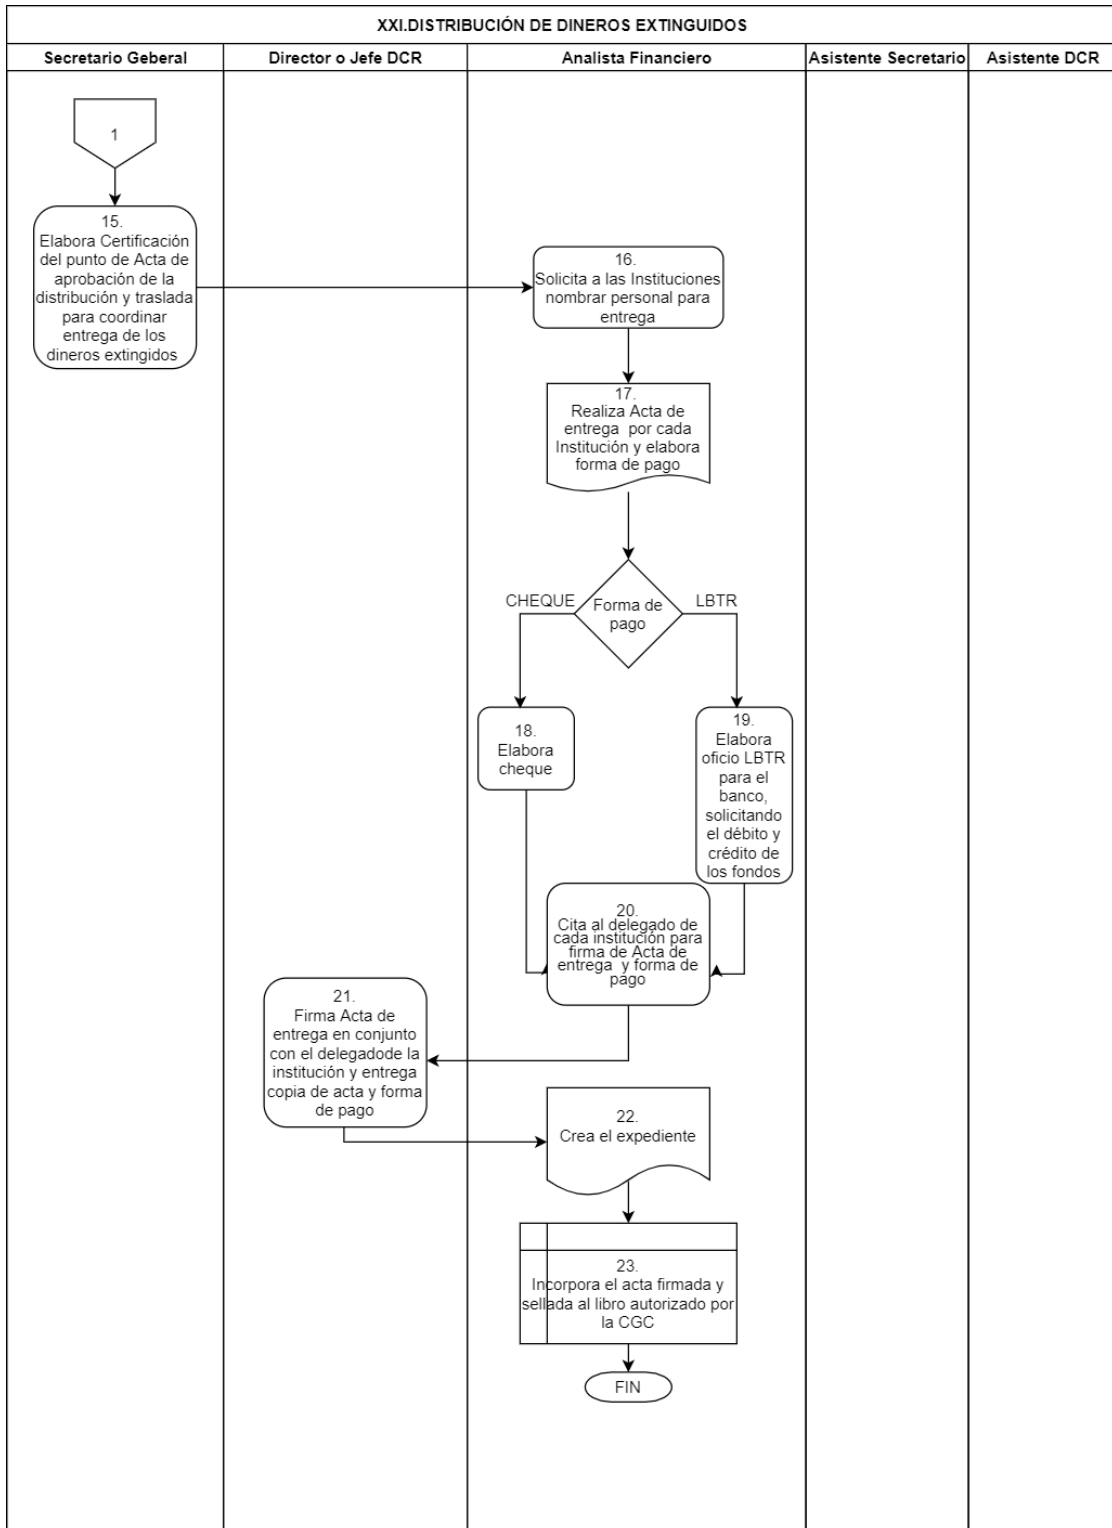 XXI.DISTRIBUCIÓN DE DINEROS EXTINGUIDOS
Secretario Geberal
Director o Jefe DCR
Analista Financiero
Asistente Secretario
Asistente DCR
1
15.
Elabora Certificación
del punto de Acta de
aprobación de la
distribución y traslada
para coordinar
entrega de los
dineros extingidos
16.
Solicita a las Instituciones
nombrar personal para
entrega
17.
Realiza Acta de
entrega por cada
Institución y elabora
forma de pago
CHEQUE
Forma de
pago
LBTR
18.
Elabora
cheque
19.
Elabora
oficio LBTR
para el
banco,
solicitando
el débito y
crédito de
los fondos
20.
Cita al delegado de
cada institución para
firma de Acta de
entrega y forma de
pago
21.
Firma Acta de
entrega en conjunto
con el delegadode la
institución y entrega
copia de acta y forma
de pago
22.
Crea el expediente
23.
Incorpora el acta firmada y
sellada al libro autorizado por
la CGC
FIN